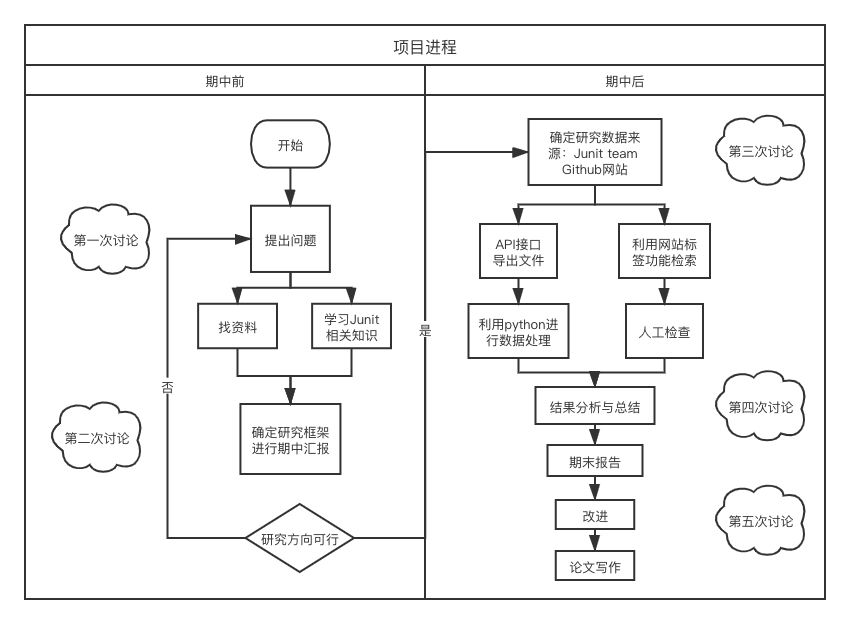 项目进程
期中前
期中后
开始
第一次讨论
提出问题
找资料
学习Junit
相关知识
否
第二次讨论
确定研究框架
进行期中汇报
研究方向可行
是
确定研究数据来
源：Junit team
Github网站
第三次讨论
API接口
导出文件
利用网站标
签功能检索
利用python进
行数据处理
人工检查
结果分析与总结
第四次讨论
期末报告
改进
第五次讨论
论文写作